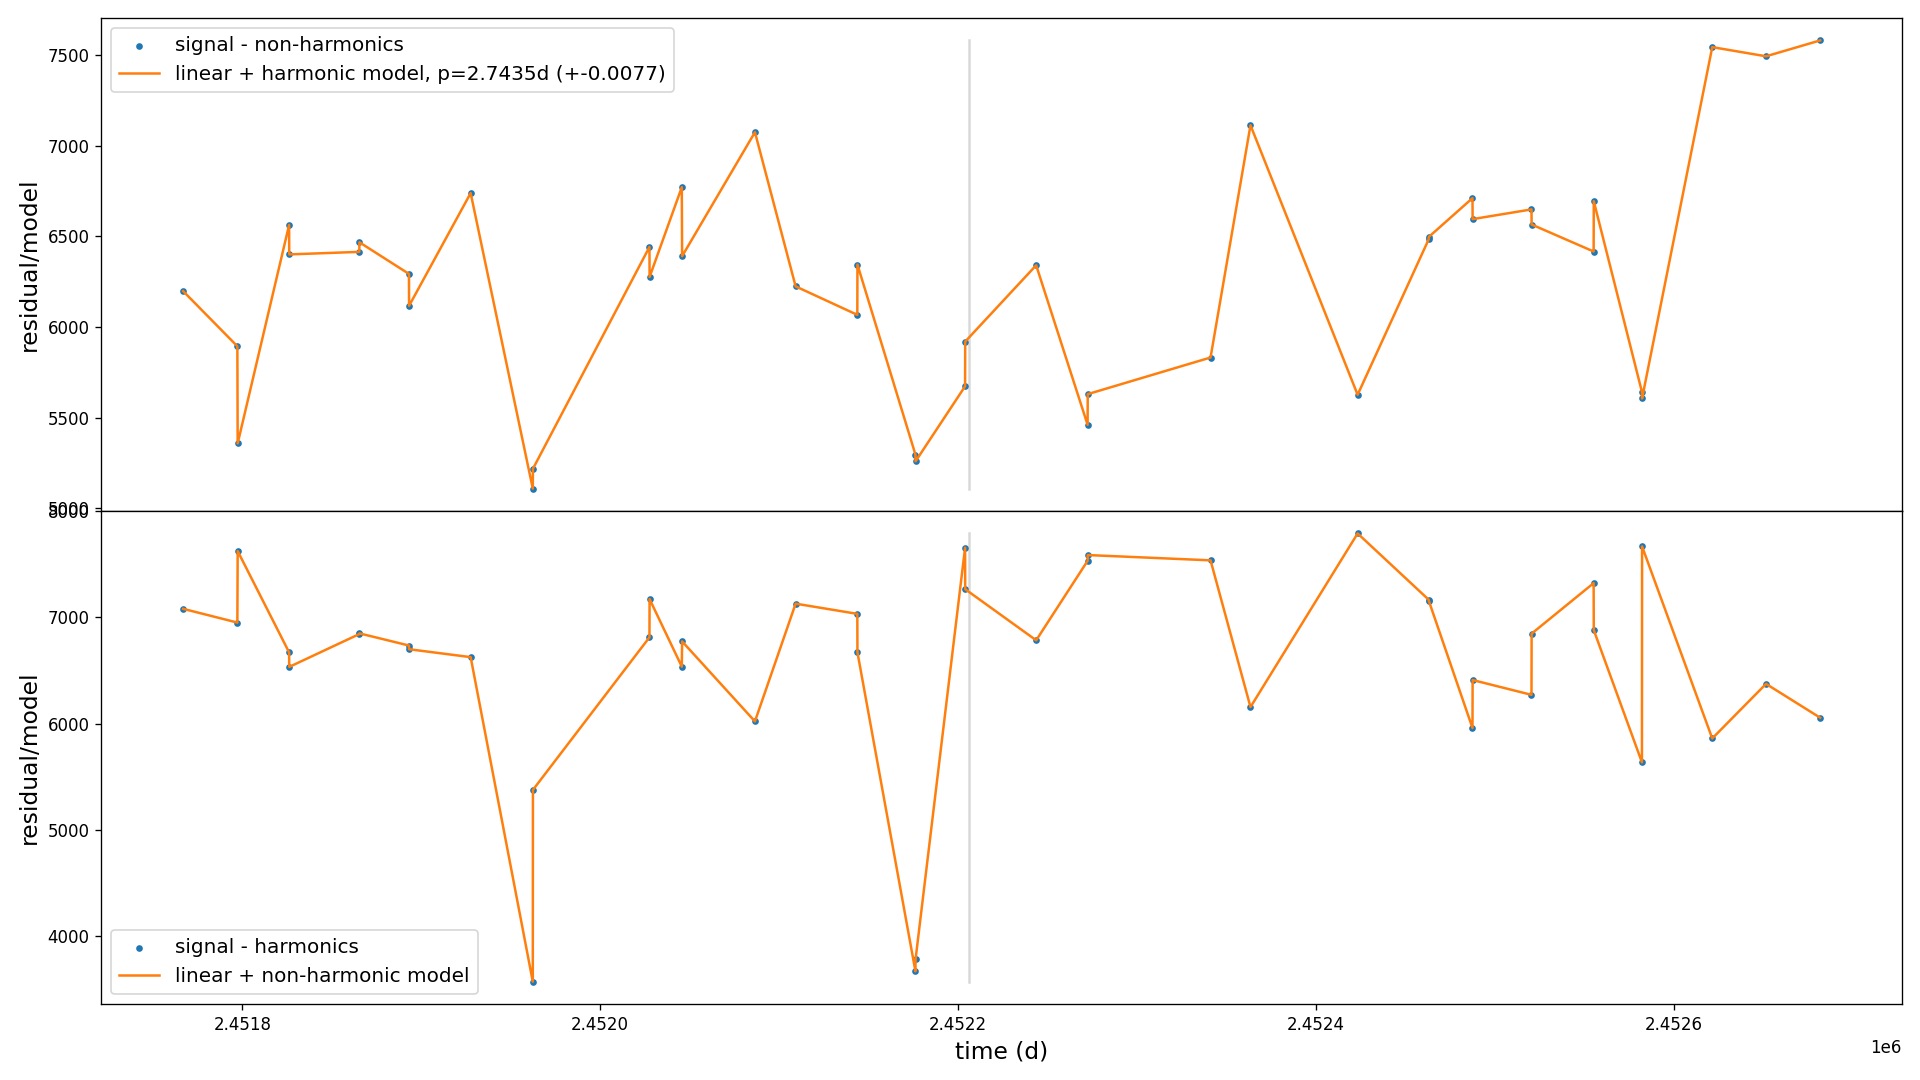 signal - non-harmonics
linear + harmonic model, p=2.7435d (+-0.0077)
7500
7000
6500
6000
5500
5000
residual/model
8000
7000
6000
5000
4000
residual/model
signal - harmonics
linear + non-harmonic model
2.4518
2.4520
2.4522
2.4524
2.4526
time (d)
1e6